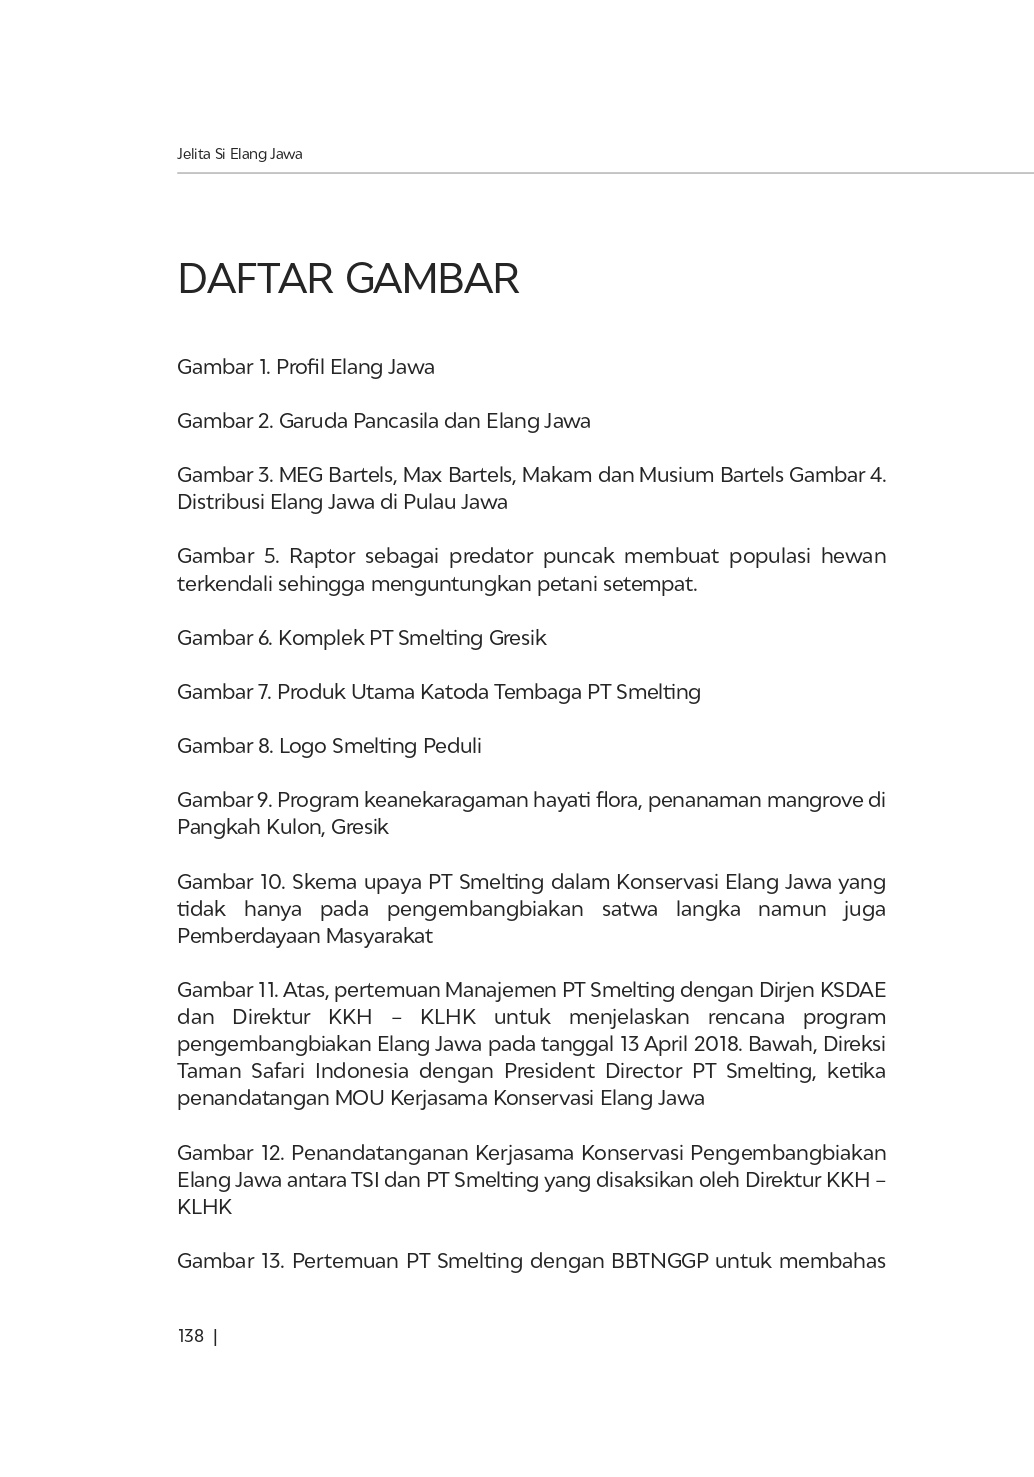 Jelita Si Elang Jawa
DAFTAR GAMBAR
Gambar 1. Profil Elang Jawa
Gambar 2. Garuda Pancasila dan Elang Jawa
Gambar 3. MEG Bartels, Max Bartels, Makam dan Musium Bartels Gambar 4.
Distribusi Elang Jawa di Pulau Jawa
Gambar 5. Raptor sebagai predator puncak membuat populasi hewan
terkendali sehingga menguntungkan petani setempat.
Gambar 6. Komplek PT Smelting Gresik
Gambar 7. Produk Utama Katoda Tembaga PT Smelting
Gambar 8. Logo Smelting Peduli
Gambar 9. Program keanekaragaman hayati flora, penanaman mangrove di
Pangkah Kulon, Gresik
Gambar 10. Skema upaya PT Smelting dalam Konservasi Elang Jawa yang
tidak hanya pada pengembangbiakan satwa langka namun juga
Pemberdayaan Masyarakat
Gambar 11. Atas, pertemuan Manajemen PT Smelting dengan Dirjen KSDAE
dan Direktur KKH – KLHK untuk menjelaskan rencana program
pengembangbiakan Elang Jawa pada tanggal 13 April 2018. Bawah, Direksi
Taman Safari Indonesia dengan President Director PT Smelting, ketika
penandatangan MOU Kerjasama Konservasi Elang Jawa
Gambar 12. Penandatanganan Kerjasama Konservasi Pengembangbiakan
Elang Jawa antara TSI dan PT Smelting yang disaksikan oleh Direktur KKH –
KLHK
Gambar 13. Pertemuan PT Smelting dengan BBTNGGP untuk membahas
138 |